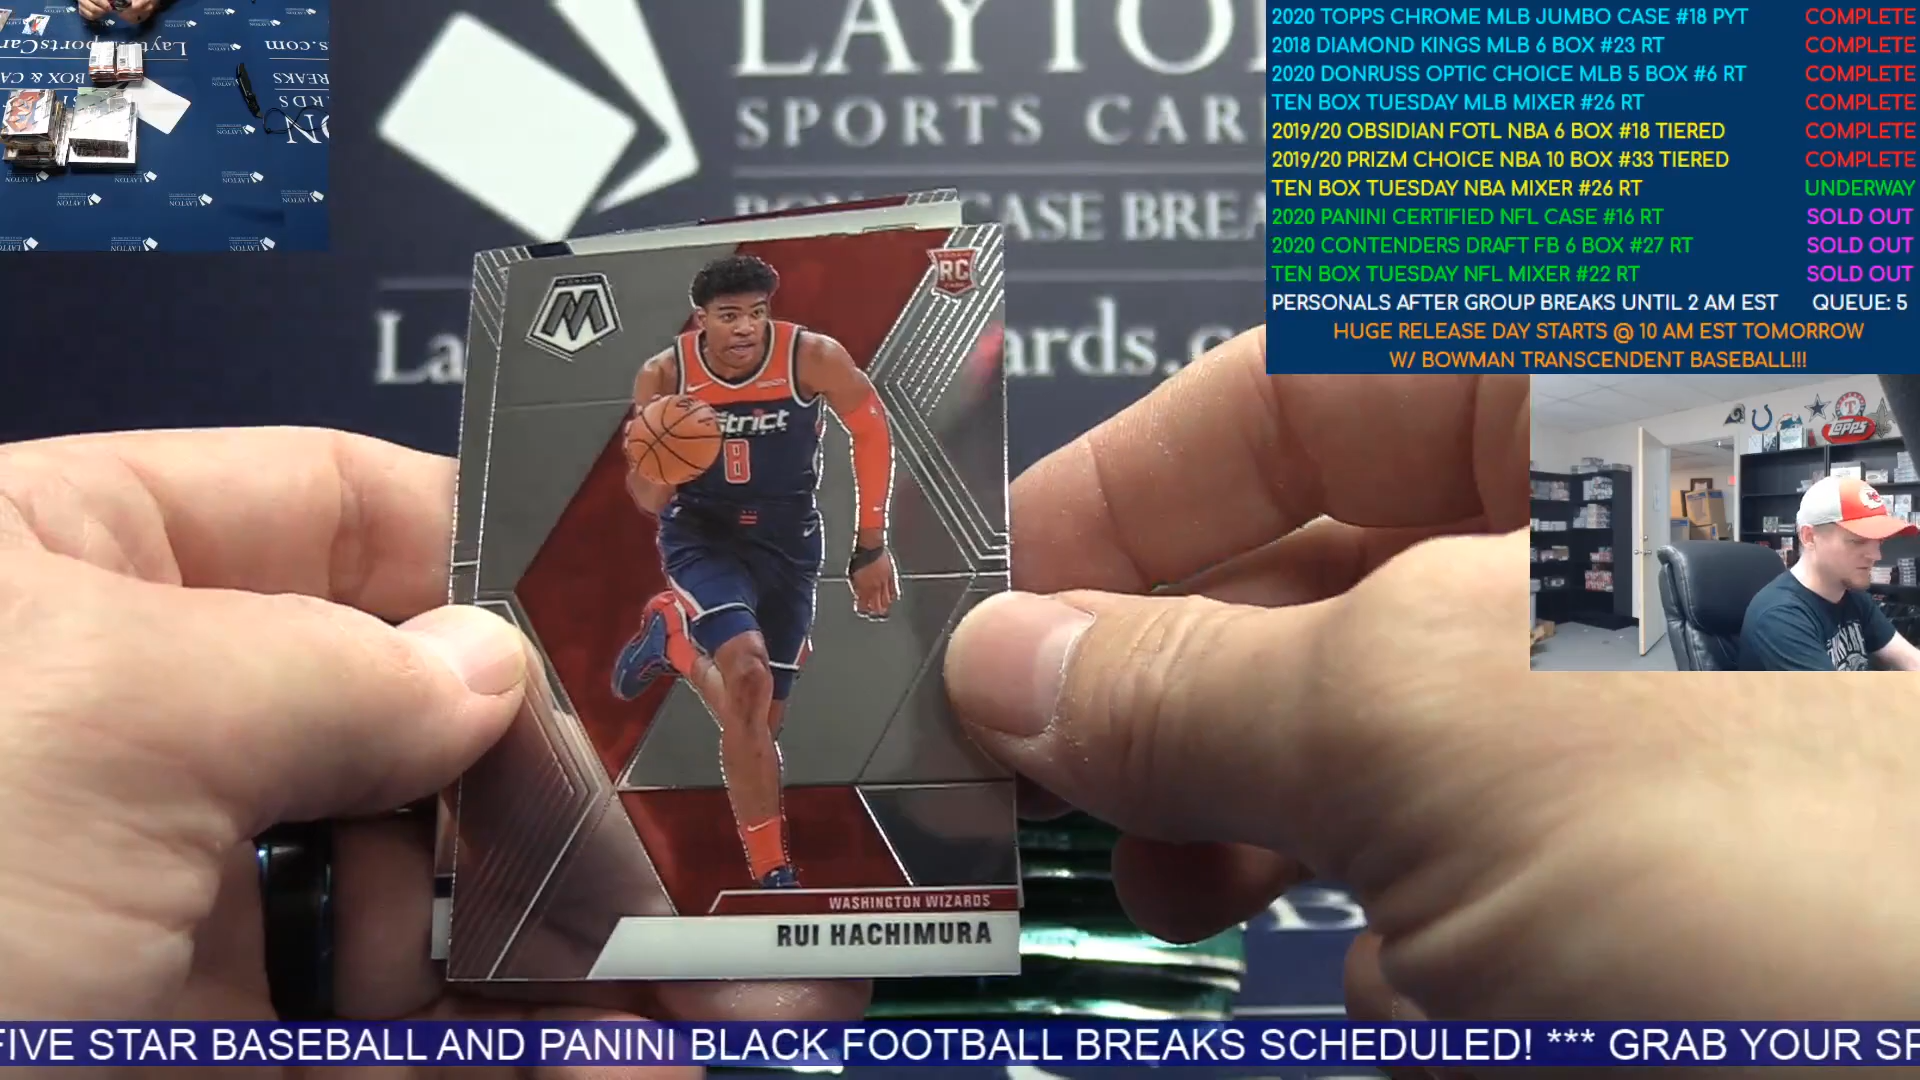 LAYTO
SPORTS CAR
CASE BREA
La
ards.c
2020 TOPPS CHROME MLB JUMBO CASE #18 PYT COMPLETE
2018 DIAMOND KINGS MLB 6 BOX #23 RT COMPLETE
2020 DONRUSS OPTIC CHOICE MLB 5 BOX #6 RT COMPLETE
TEN BOX TUESDAY MLB MIXER #26 RT COMPLETE
2019/20 OBSIDIAN FOTL NBA 6 BOX #18 TIERED COMPLETE
2019/20 PRIZM CHOICE NBA 10 BOX #33 TIERED COMPLETE
TEN BOX TUESDAY NBA MIXER #26 RT UNDERWAY
2020 PANINI CERTIFIED NFL CASE #16 RT SOLD OUT
2020 CONTENDERS DRAFT FB 6 BOX #27 RT SOLD OUT
TEN BOX TUESDAY NFL MIXER #22 RT SOLD OUT
PERSONALS AFTER GROUP BREAKS UNTIL 2 AM EST QUEUE: 5
HUGE RELEASE DAY STARTS @ 10 AM EST TOMORROW
W/ BOWMAN TRANSCENDENT BASEBALL!!!
RC
M
strict
8
WASHINGTON WIZARDS
RUI HACHIMURA
TOPPS
FIVE STAR BASEBALL AND PANINI BLACK FOOTBALL BREAKS SCHEDULED! *** GRAB YOUR SP